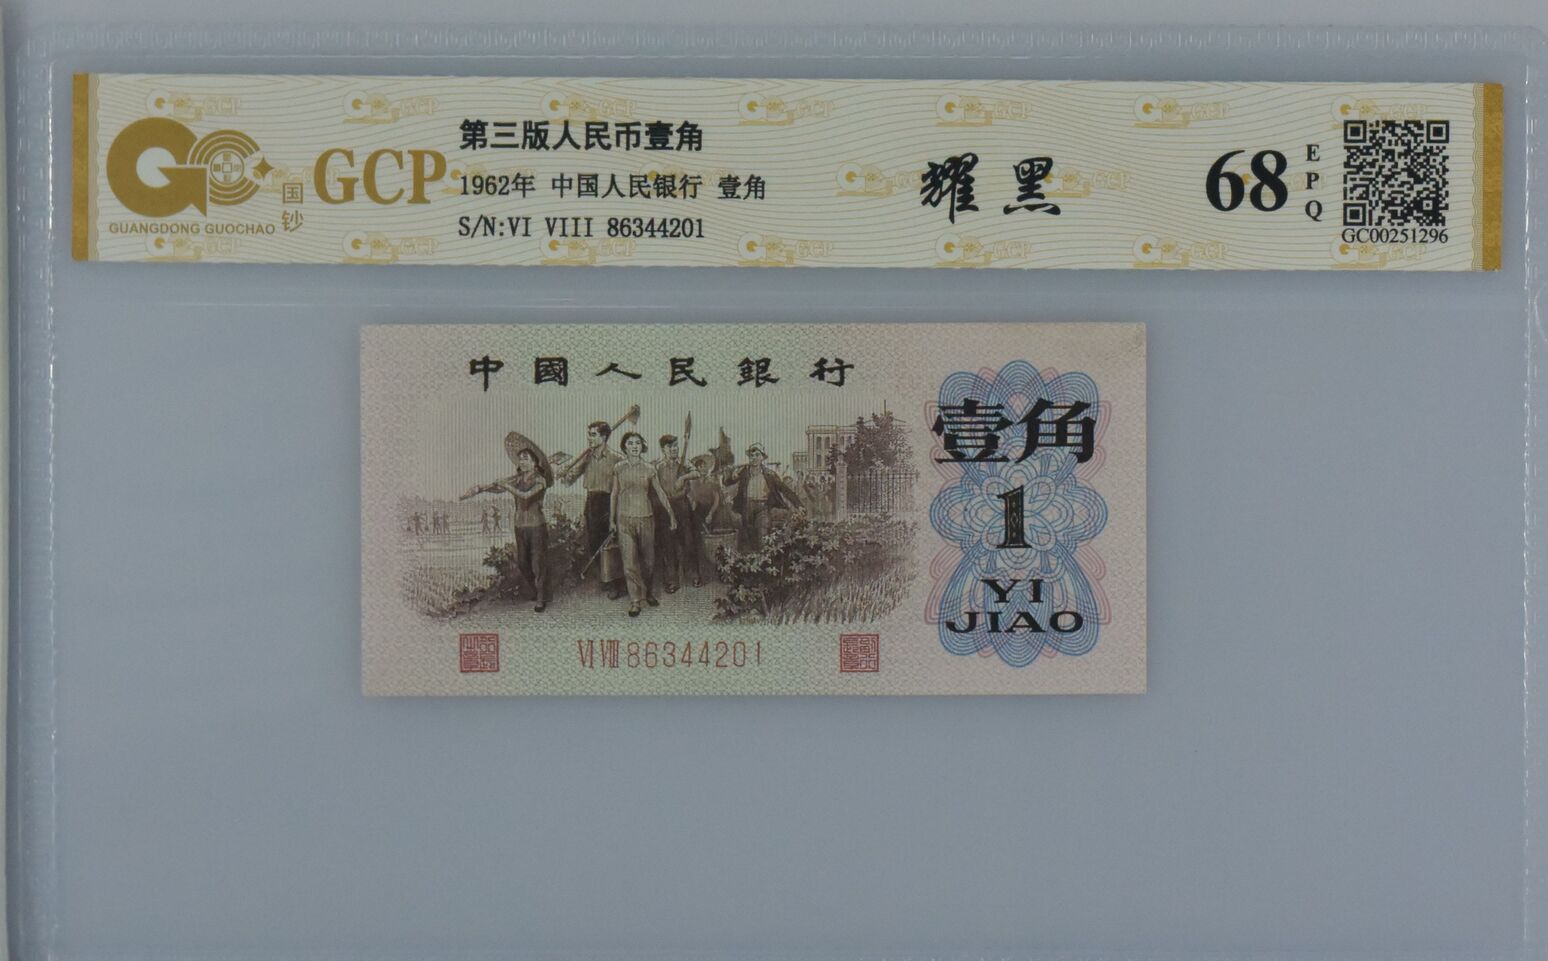 GUANGDONG GUOCHAO
国钞
GCP
第三版人民币壹角
1962年 中国人民银行 壹角
S/N:VI VIII 86344201
耀黑
68
EPQ
GC00251296
中國人民銀行
壹角
1
YI
JIAO
VI VIII 86344201